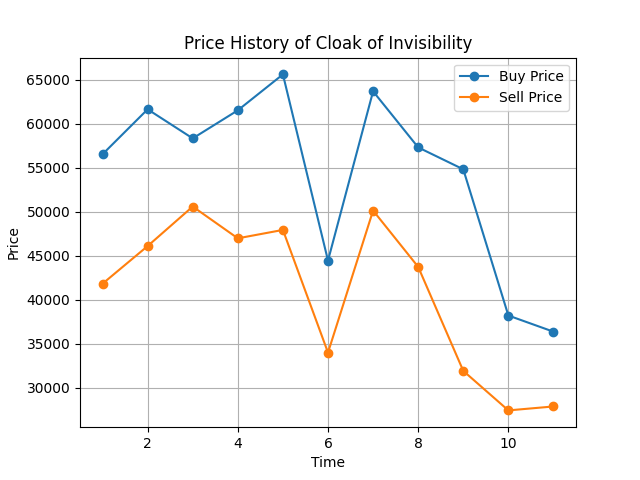 Price History of Cloak of Invisibility
Buy Price
Sell Price
65000
60000
55000
50000
45000
40000
35000
30000
Price
2 4 6 8 10
Time